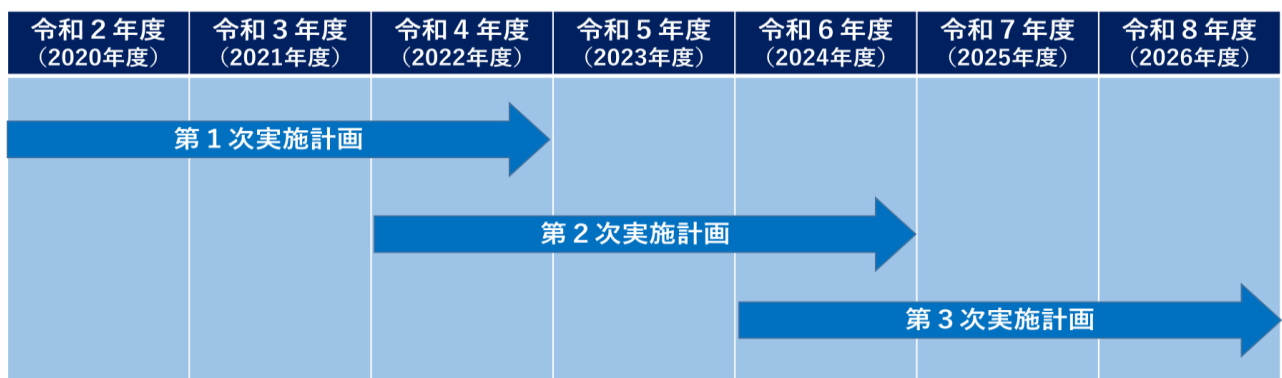 令和２年度
（2020年度）
令和３年度
（2021年度）
令和４年度
（2022年度）
令和５年度
（2023年度）
令和６年度
（2024年度）
令和７年度
（2025年度）
令和８年度
（2026年度）
第１次実施計画
第２次実施計画
第３次実施計画